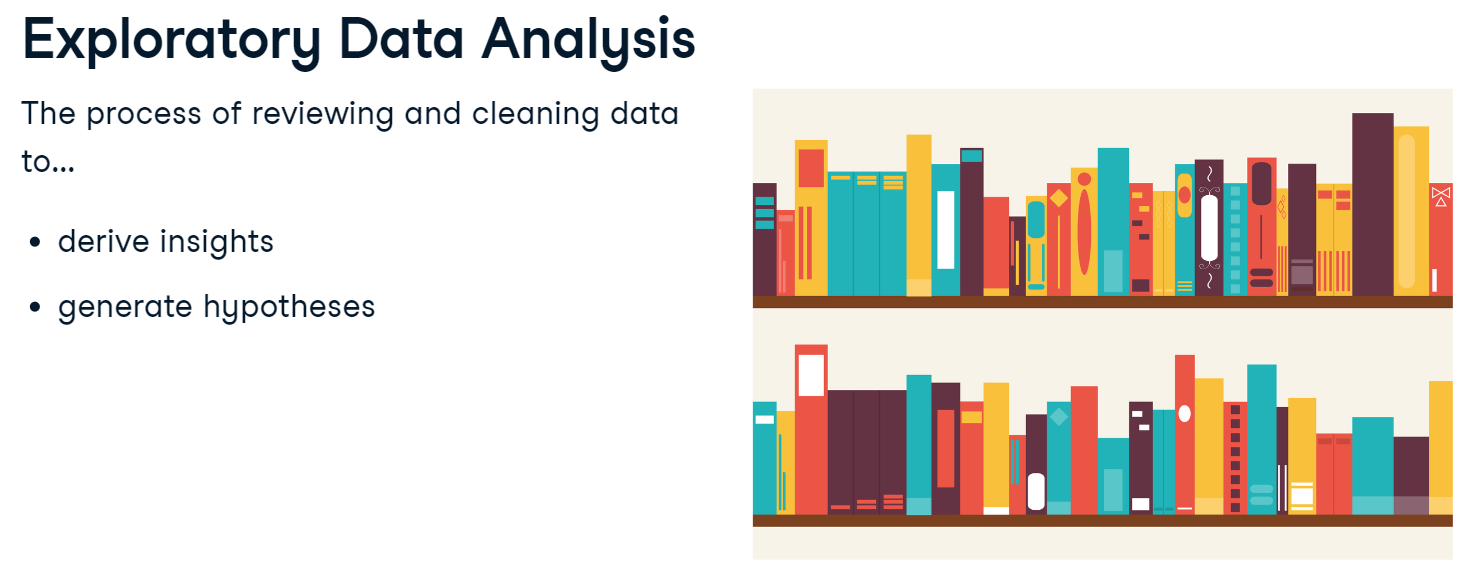 Exploratory Data Analysis
The process of reviewing and cleaning data
to...
• derive insights
• generate hypotheses